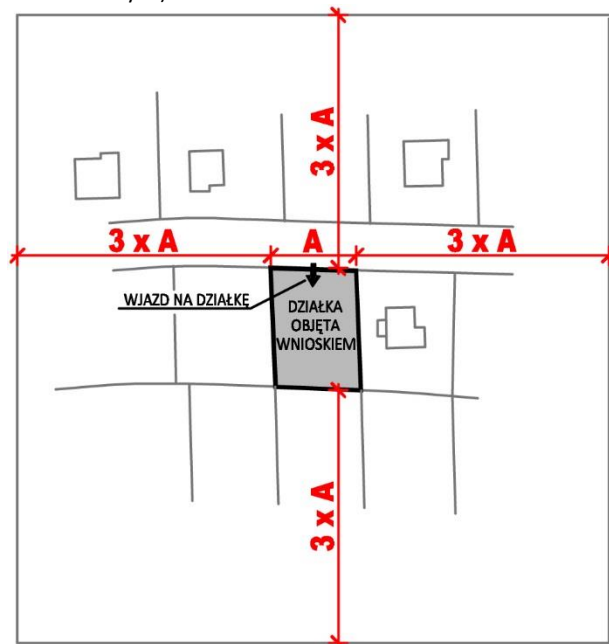 3 x A
3 x A
A
3 x A
WJAZD NA DZIAŁKĘ
DZIAŁKA
OBJĘTA
WNIOSKIEM
3 x A